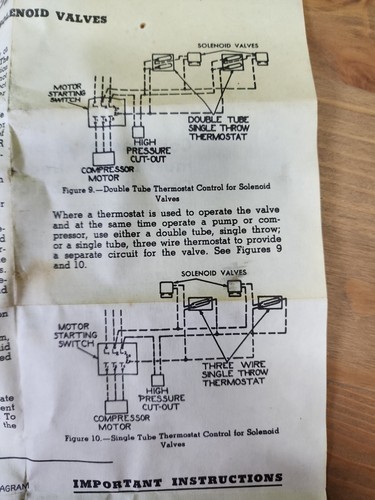 ENOID VALVES
SOLENOID VALVES
MOTOR
STARTING
SWITCH
DOUBLE TUBE
SINGLE THROW
THERMOSTAT
HIGH
PRESSURE
CUT-OUT
COMPRESSOR
MOTOR
Figure 9.—Double Tube Thermostat Control for Solenoid
Valves
Where a thermostat is used to operate the valve
and at the same time operate a pump or com-
pressor, use either a double tube, single throw;
or a single tube, three wire thermostat to provide
a separate circuit for the valve. See Figures 9
and 10.
SOLENOID VALVES
MOTOR
STARTING
SWITCH
THREE WIRE
SINGLE THROW
THERMOSTAT
HIGH
PRESSURE
CUT-OUT
COMPRESSOR
MOTOR
Figure 10.—Single Tube Thermostat Control for Solenoid
Valves
AGRAM
IMPORTANT INSTRUCTIONS